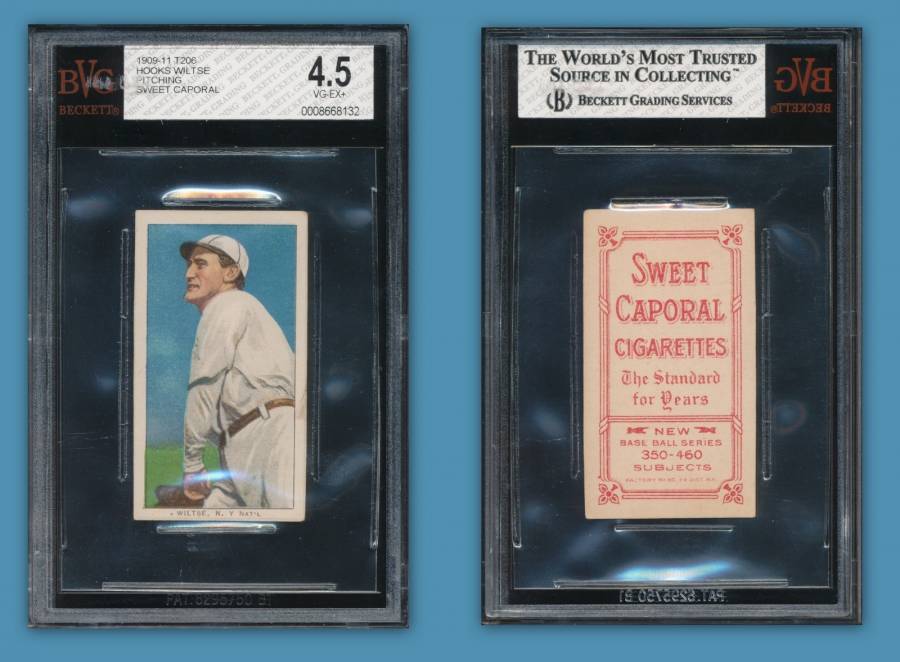 BVG
BECKETT®
1909-11 T206
HOOKS WILTSE
PITCHING
SWEET CAPORAL
4.5
VG-EX+
0008668132
WILTSE, N. Y. NAT'L
THE WORLD'S MOST TRUSTED
SOURCE IN COLLECTING™
(B) BECKETT GRADING SERVICES
BVG
BECKETT®
SWEET
CAPORAL
CIGARETTES
The Standard
for Years
NEW
BASE BALL SERIES
350-460
SUBJECTS
PAT.6295750 B1
PAT.6295750 B1